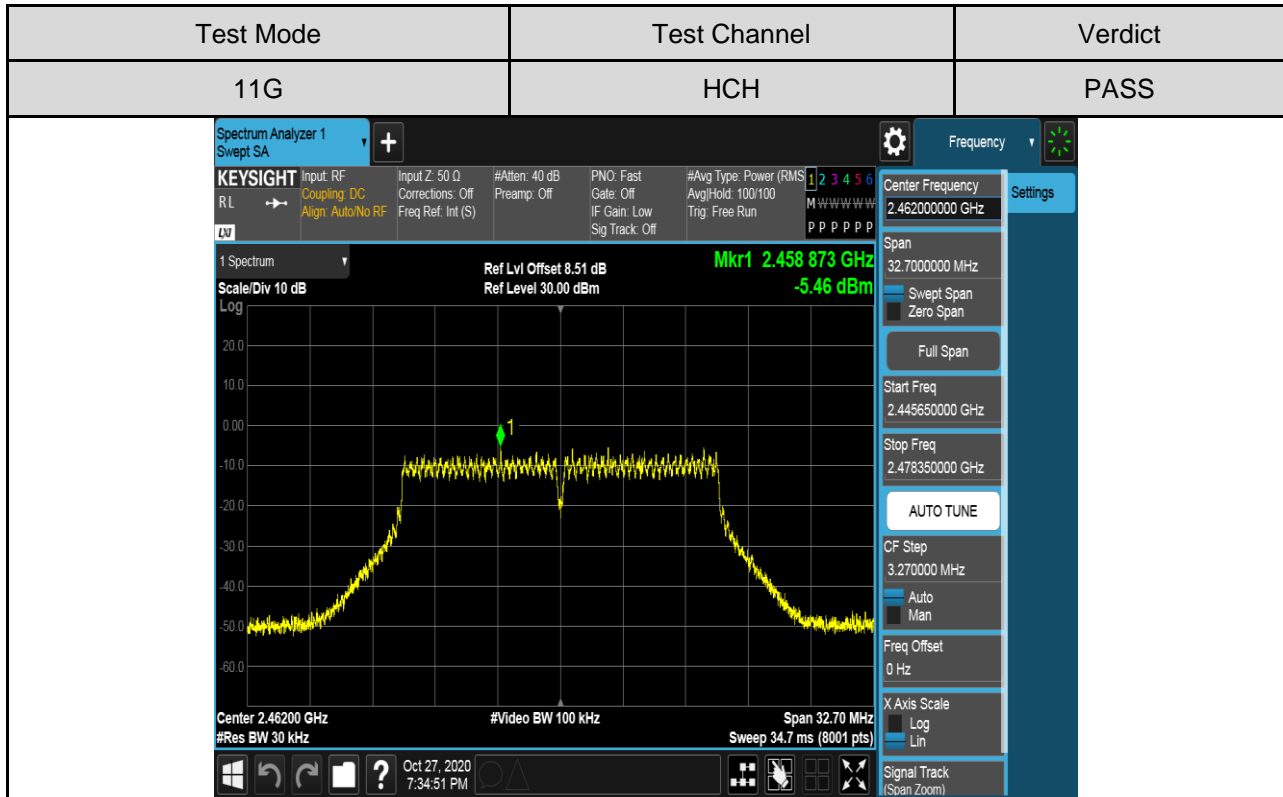 Test Mode Test Channel Verdict
11G HCH PASS
Spectrum Analyzer 1
Swept SA
+
Frequency
KEYSIGHT
RL
LXI
Input: RF
Coupling: DC
Align: Auto/No RF
Input Z: 50 Ω
Corrections: Off
Freq Ref: Int (S)
#Atten: 40 dB
Preamp: Off
PNO: Fast
Gate: Off
IF Gain: Low
Sig Track: Off
#Avg Type: Power (RMS
Avg|Hold: 100/100
Trig: Free Run
1 2 3 4 5 6
M W W W W W
P P P P P P
1 Spectrum
Scale/Div 10 dB
Log
Ref Lvl Offset 8.51 dB
Ref Level 30.00 dBm
Mkr1 2.458 873 GHz
-5.46 dBm
20.0
10.0
0.00
-10.0
-20.0
-30.0
-40.0
-50.0
-60.0
1
Center 2.46200 GHz
#Res BW 30 kHz
#Video BW 100 kHz
Span 32.70 MHz
Sweep 34.7 ms (8001 pts)
Center Frequency
2.462000000 GHz
Settings
Span
32.7000000 MHz
Swept Span
Zero Span
Full Span
Start Freq
2.445650000 GHz
Stop Freq
2.478350000 GHz
AUTO TUNE
CF Step
3.270000 MHz
Auto
Man
Freq Offset
0 Hz
X Axis Scale
Log
Lin
Signal Track
(Span Zoom)
?
Oct 27, 2020
7:34:51 PM